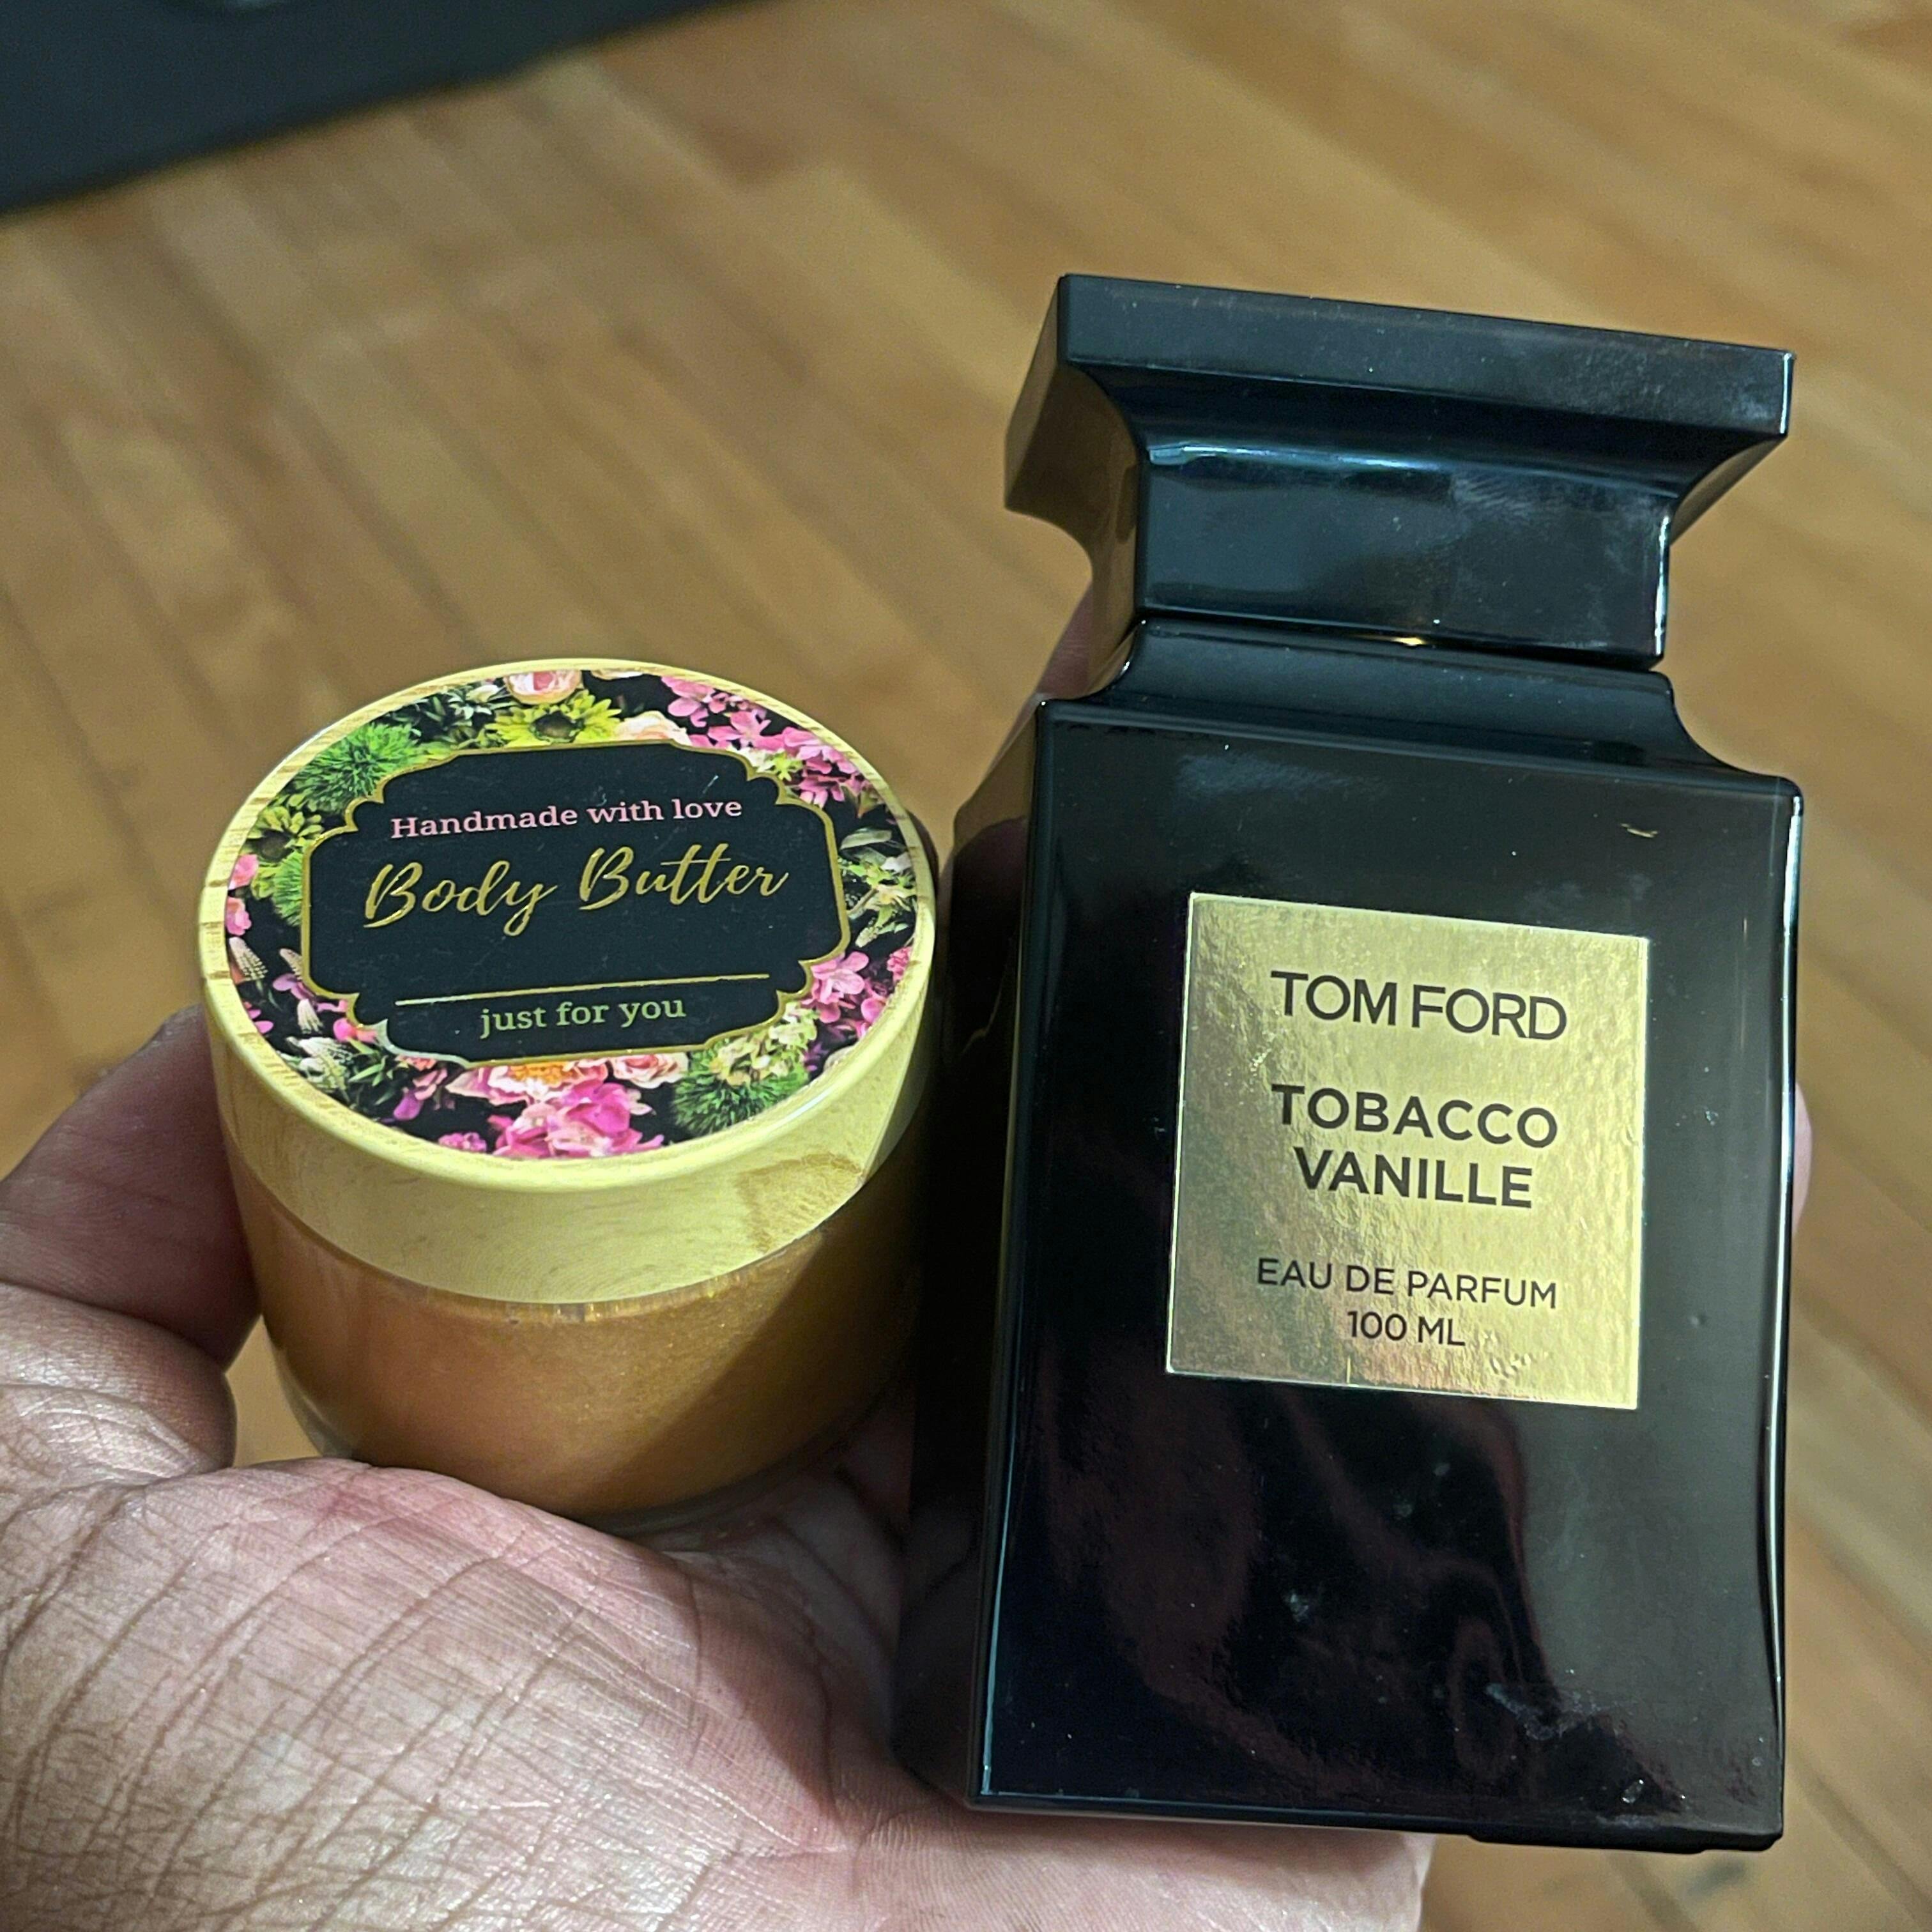 Handmade with love
Body Butter
just for you
TOM FORD
TOBACCO
VANILLE
EAU DE PARFUM
100 ML